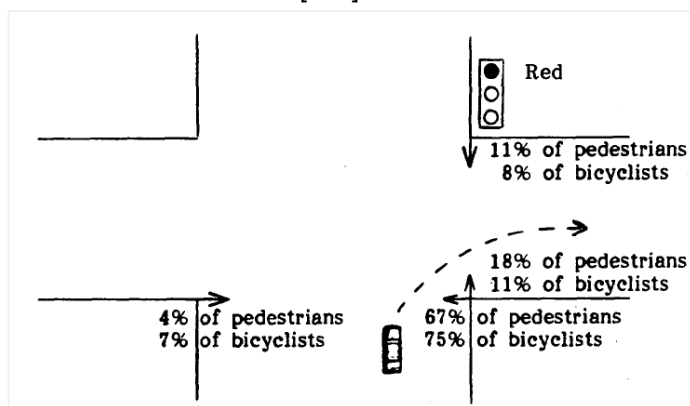 Red
11% of pedestrians
8% of bicyclists
18% of pedestrians
11% of bicyclists
4% of pedestrians
7% of bicyclists
67% of pedestrians
75% of bicyclists